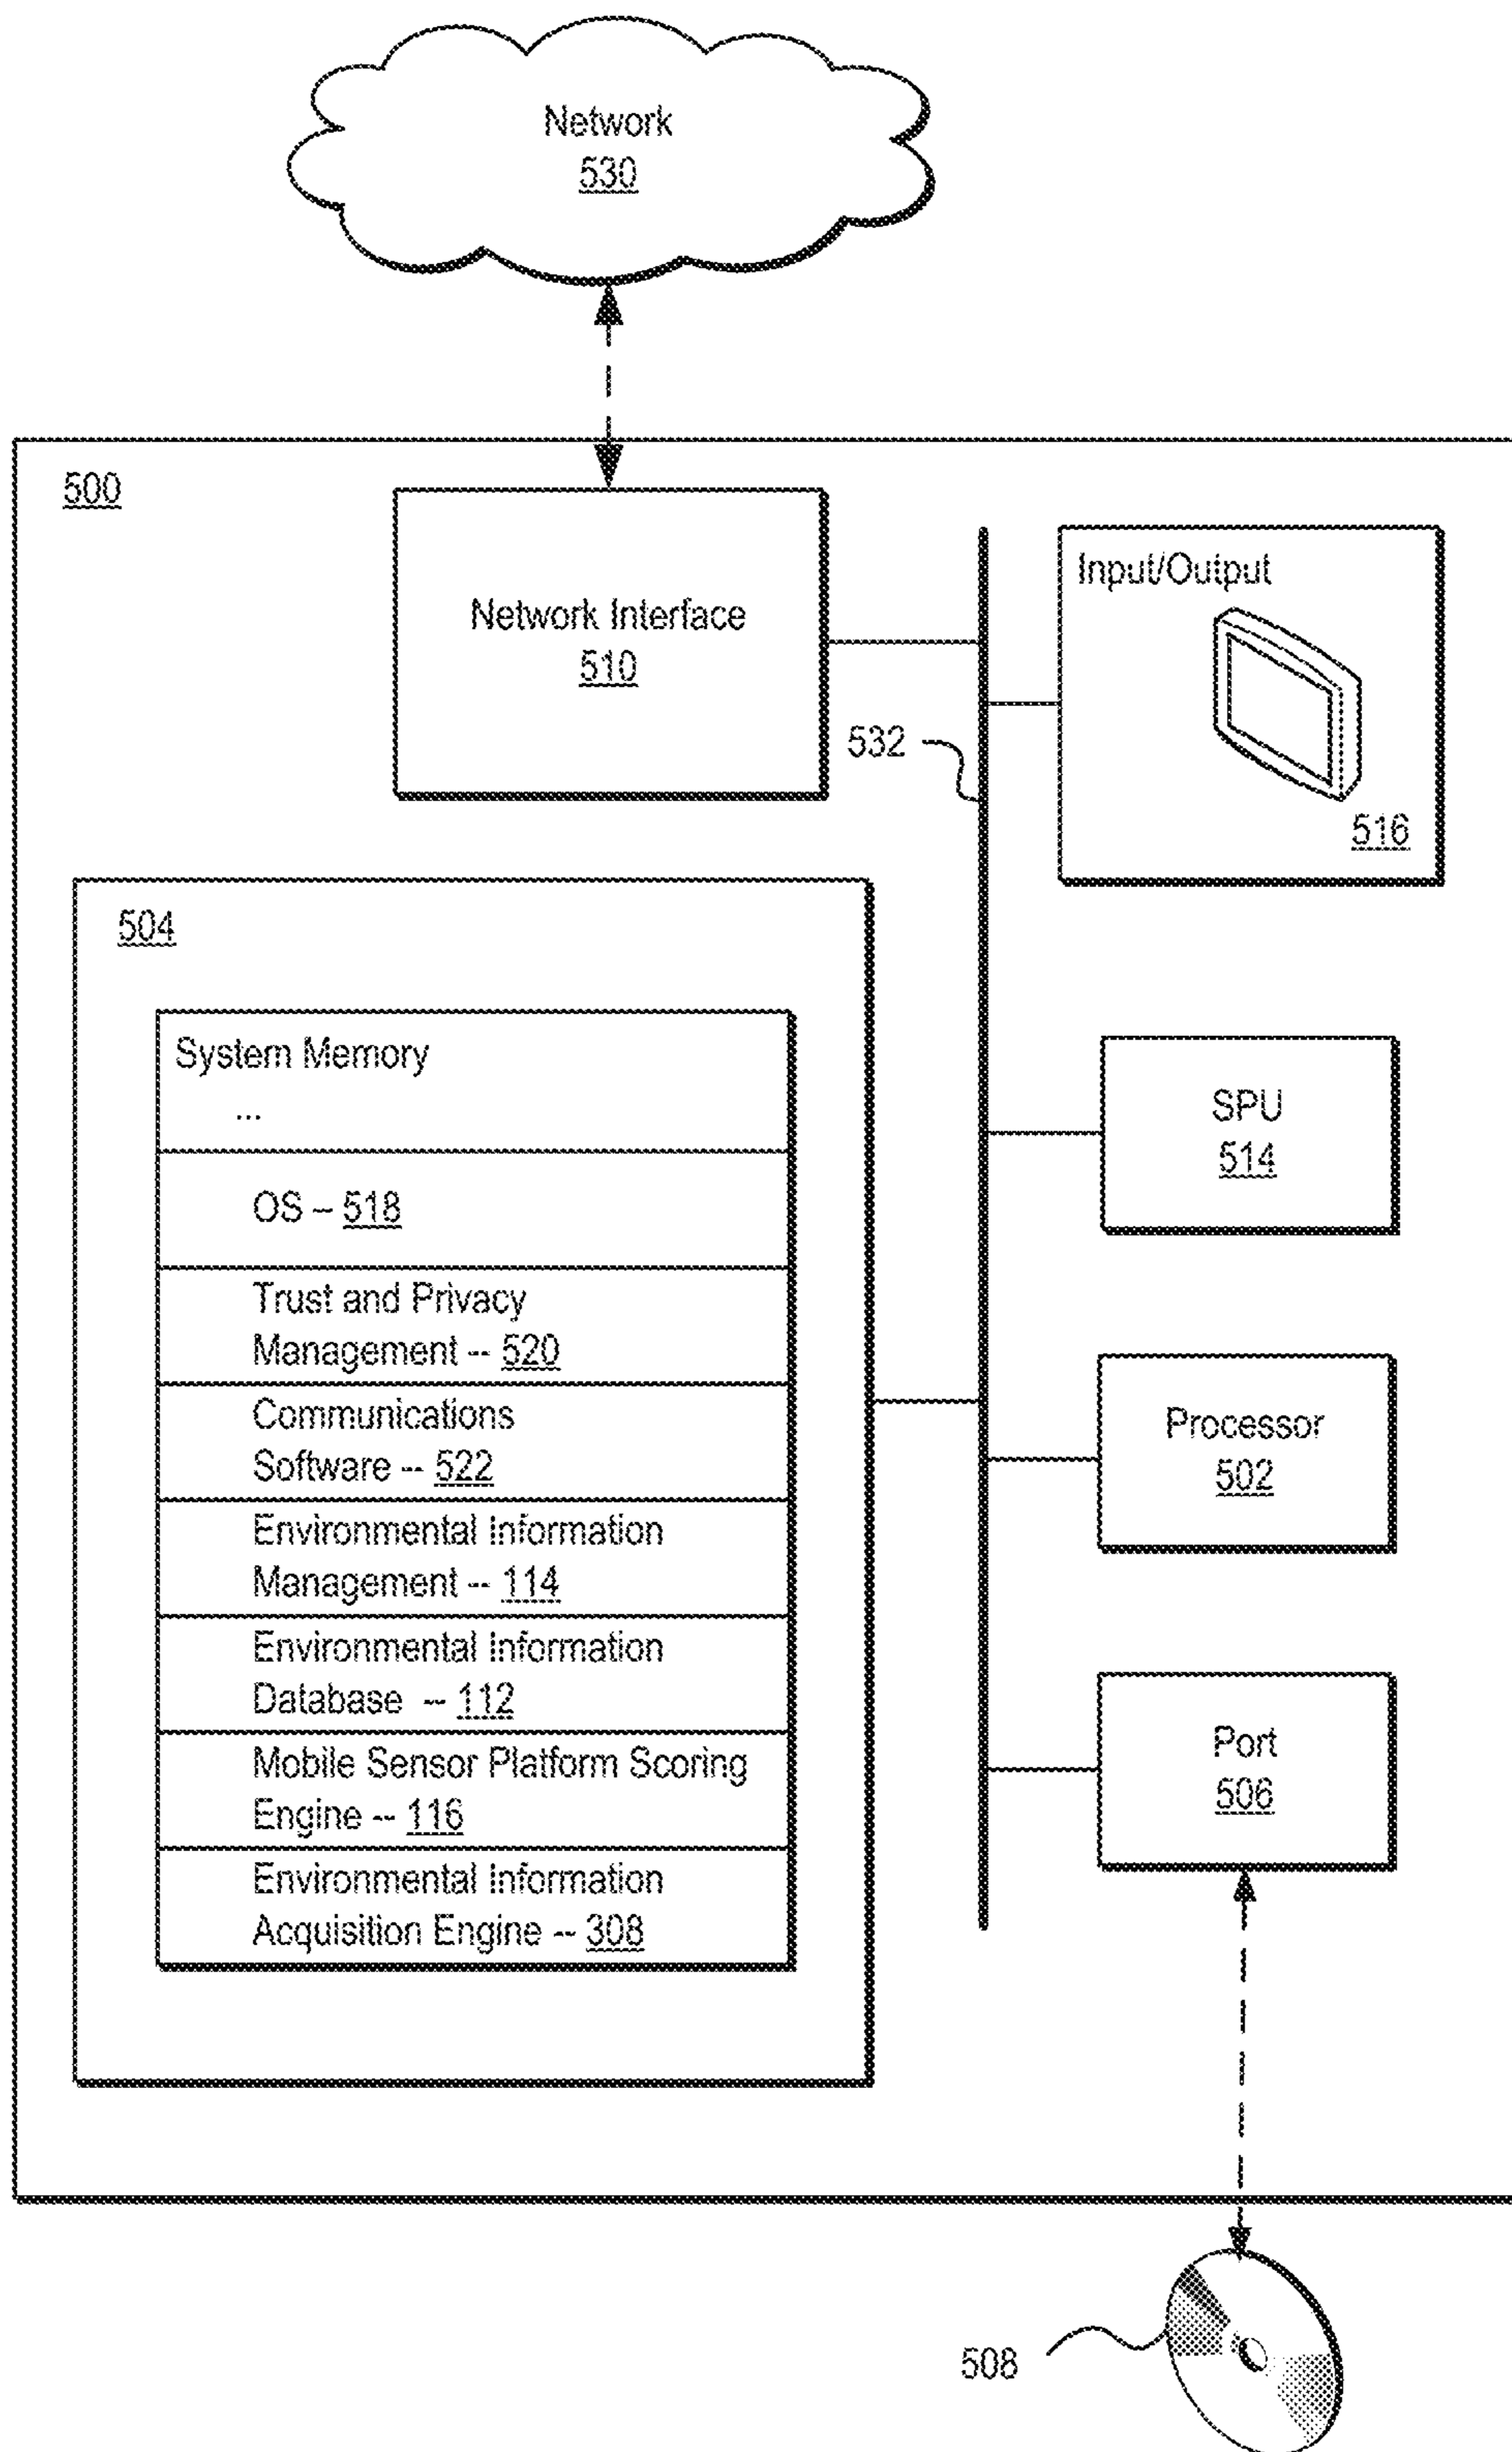 Network
530
500
Network Interface
510
Input/Output
532
516
504
System Memory
...
OS – 518
Trust and Privacy
Management -- 520
Communications
Software -- 522
Environmental Information
Management -- 114
Environmental Information
Database -- 112
Mobile Sensor Platform Scoring
Engine -- 116
Environmental Information
Acquisition Engine -- 308
SPU
514
Processor
502
Port
506
508